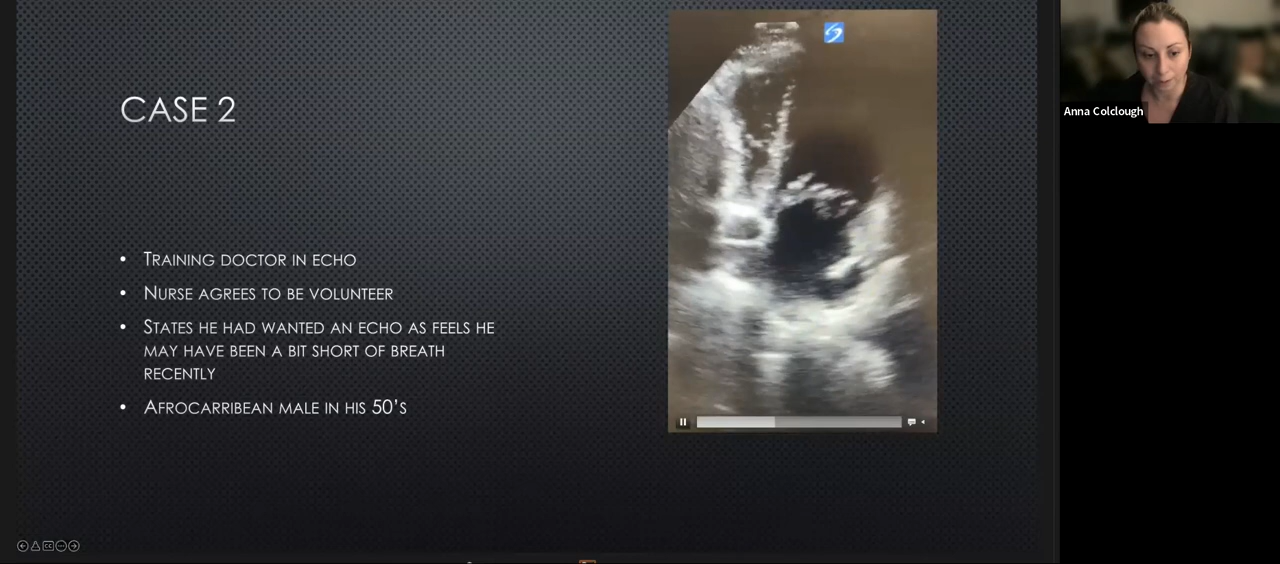 CASE 2
Training doctor in echo
Nurse agrees to be volunteer
States he had wanted an echo as feels he
may have been a bit short of breath
recently
Afrocarribean male in his 50's
Anna Colclough